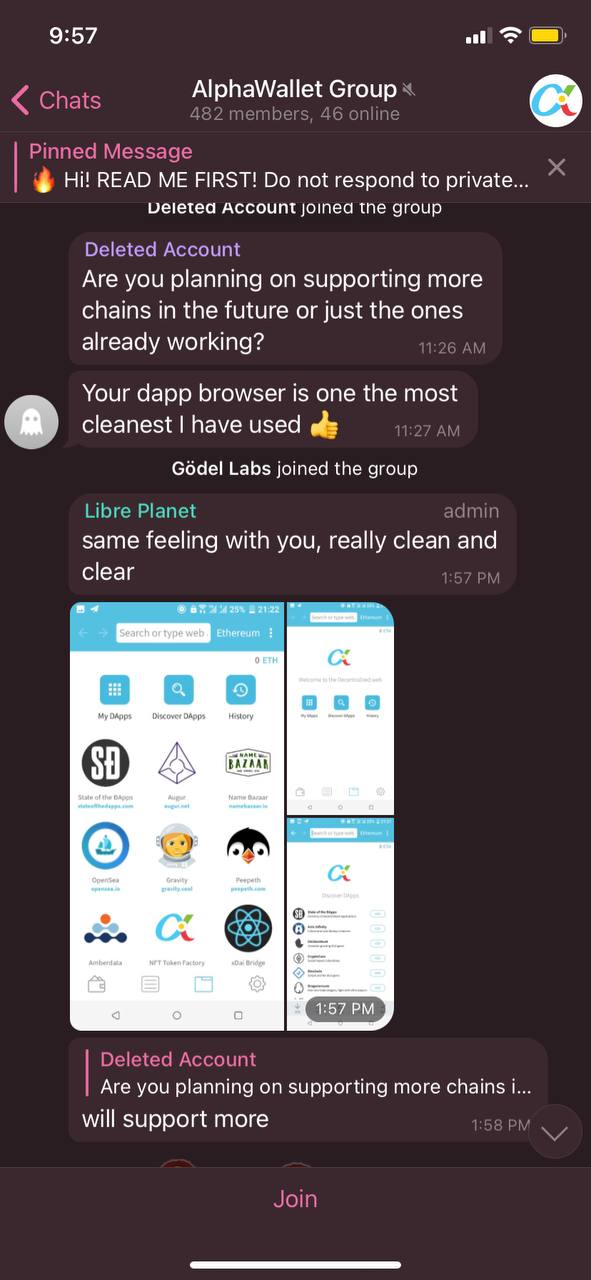 9:57
Chats
AlphaWallet Group
482 members, 46 online
Pinned Message
🔥 Hi! READ ME FIRST! Do not respond to private...
Deleted Account joined the group
Deleted Account
Are you planning on supporting more
chains in the future or just the ones
already working?
11:26 AM
Your dapp browser is one the most
cleanest I have used 👍
11:27 AM
Gödel Labs joined the group
Libre Planet admin
same feeling with you, really clean and
clear
1:57 PM
25% 21:22
Search or type web Ethereum
0 ETH
My DApps Discover DApps History
State of the DApps Augur Name Bazaar
stateofthedapps.com augur.net namebazaar.io
SD
NAME BAZAAR
OpenSea Gravity Peepeth
opensea.io gravity.cool peepeth.com
Amberdata NFT Token Factory xDai Bridge
Search or type web Ethereum
0 ETH
Welcome to the Decentralised web
My DApps Discover DApps History
Search or type web Ethereum
0 ETH
Discover DApps
State of the DApps
1:57 PM
Deleted Account
Are you planning on supporting more chains i...
will support more
1:58 PM
Join